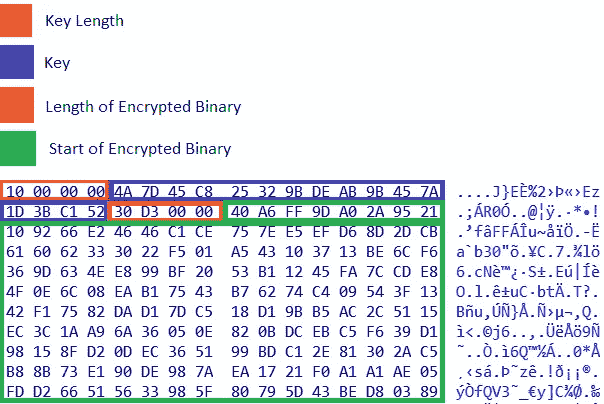 Key Length
Key
Length of Encrypted Binary
Start of Encrypted Binary
10 00 00 00 4A 7D 45 C8 25 32 9B DE AB 9B 45 7A ....J}EÈ%2›Þ«›Ez
1D 3B C1 52 30 D3 00 00 40 A6 FF 9D A0 2A 95 21 .;ÁR0Ó..@¦ÿ.·*•!
10 92 66 E2 46 46 C1 CE 75 7E E5 EF D6 8D 2D CB .’fâFFÁÎu~åïÖ.-Ë
61 60 62 33 30 22 F5 01 A5 43 10 37 13 BE 6C F6 a`b30"õ.¥C.7.¾lö
36 9D 63 4E E8 99 BF 20 53 B1 12 45 FA 7C CD E8 6.cNè™¿·S±.Eú|Íè
4F 0E 6C 08 EA B1 75 43 B7 62 74 C4 09 54 3F 13 O.l.ê±uC·btÄ.T?.
42 F1 75 82 DA D1 7D C5 18 D1 9B B5 AC 2C 51 15 Bñu‚ÚÑ}Å.Ñ›µ¬,Q.
EC 3C 1A A9 6A 36 05 0E 82 0B DC EB C5 F6 39 D1 ì<.©j6..‚.ÜëÅö9Ñ
98 15 8F D2 0D EC 36 51 99 BD C1 2E 81 30 2A C5 ˜..Ò.ì6Q™½Á..0*Å
B8 8B 73 E1 90 DE 98 7A EA 17 21 F0 A1 A1 AE 05 ¸‹sá.Þ˜zê.!ð¡¡®.
FD D2 66 51 56 33 98 5F 80 79 5D 43 BE D8 03 89 ýÒfQV3˜_€y]C¾Ø.‰